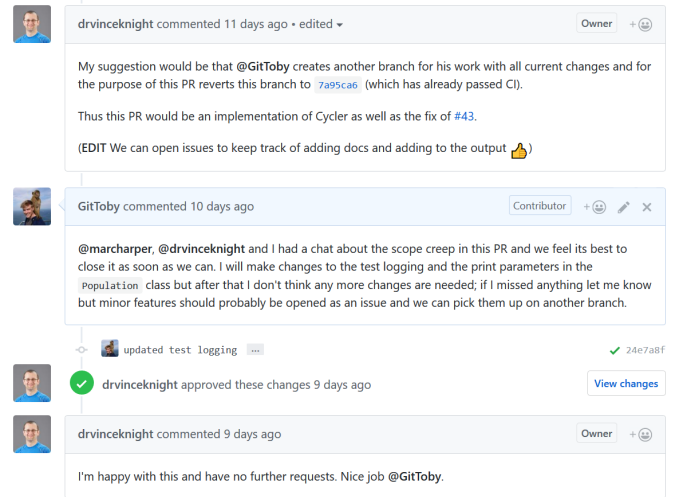 drvinceknight commented 11 days ago • edited
Owner
My suggestion would be that @GitToby creates another branch for his work with all current changes and for
the purpose of this PR reverts this branch to 7a95ca6 (which has already passed CI).
Thus this PR would be an implementation of Cycler as well as the fix of #43.
(EDIT We can open issues to keep track of adding docs and adding to the output 👍)
GitToby commented 10 days ago
Contributor
@marcharper, @drvinceknight and I had a chat about the scope creep in this PR and we feel its best to
close it as soon as we can. I will make changes to the test logging and the print parameters in the
Population class but after that I don't think any more changes are needed; if I missed anything let me know
but minor features should probably be opened as an issue and we can pick them up on another branch.
updated test logging ...
24e7a8f
drvinceknight approved these changes 9 days ago
View changes
drvinceknight commented 9 days ago
Owner
I'm happy with this and have no further requests. Nice job @GitToby.